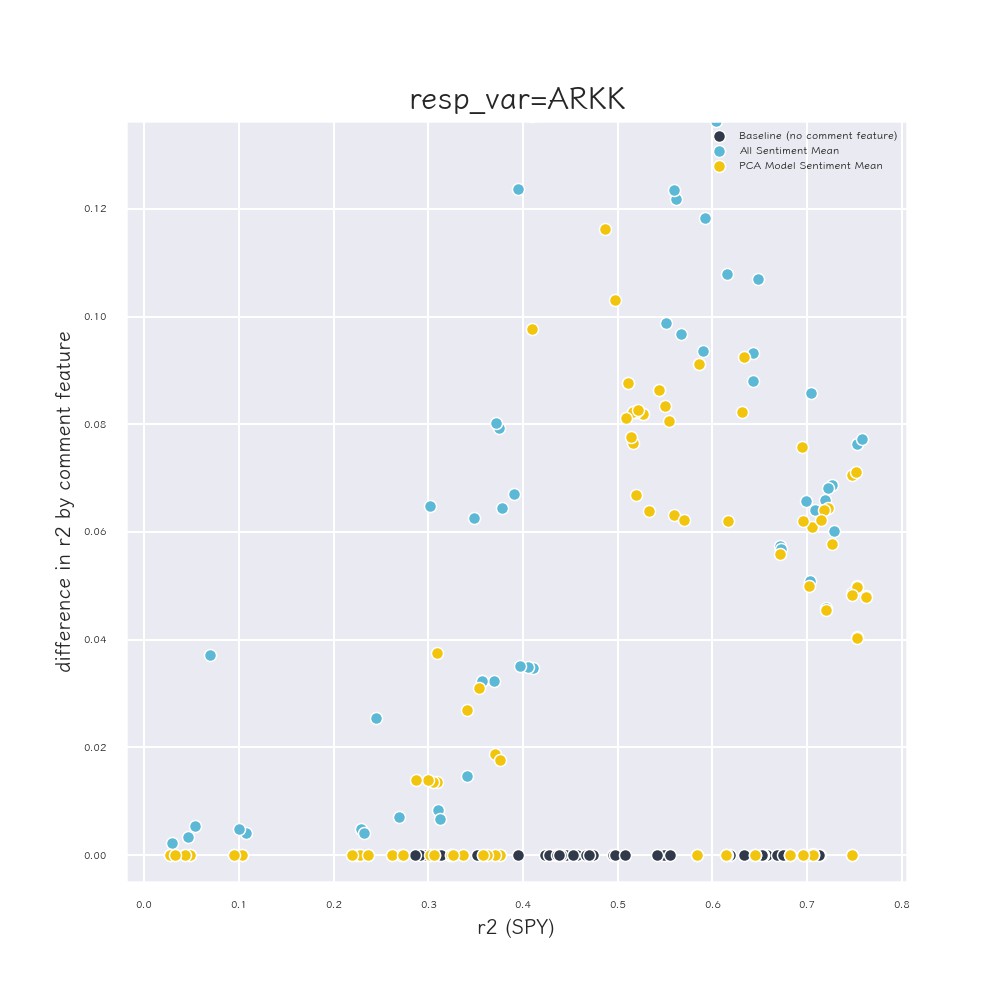 resp_var=ARKK
Baseline (no comment feature)
All Sentiment Mean
PCA Model Sentiment Mean
difference in r2 by comment feature
0.12
0.10
0.08
0.06
0.04
0.02
0.00
0.0 0.1 0.2 0.3 0.4 0.5 0.6 0.7 0.8
r2 (SPY)